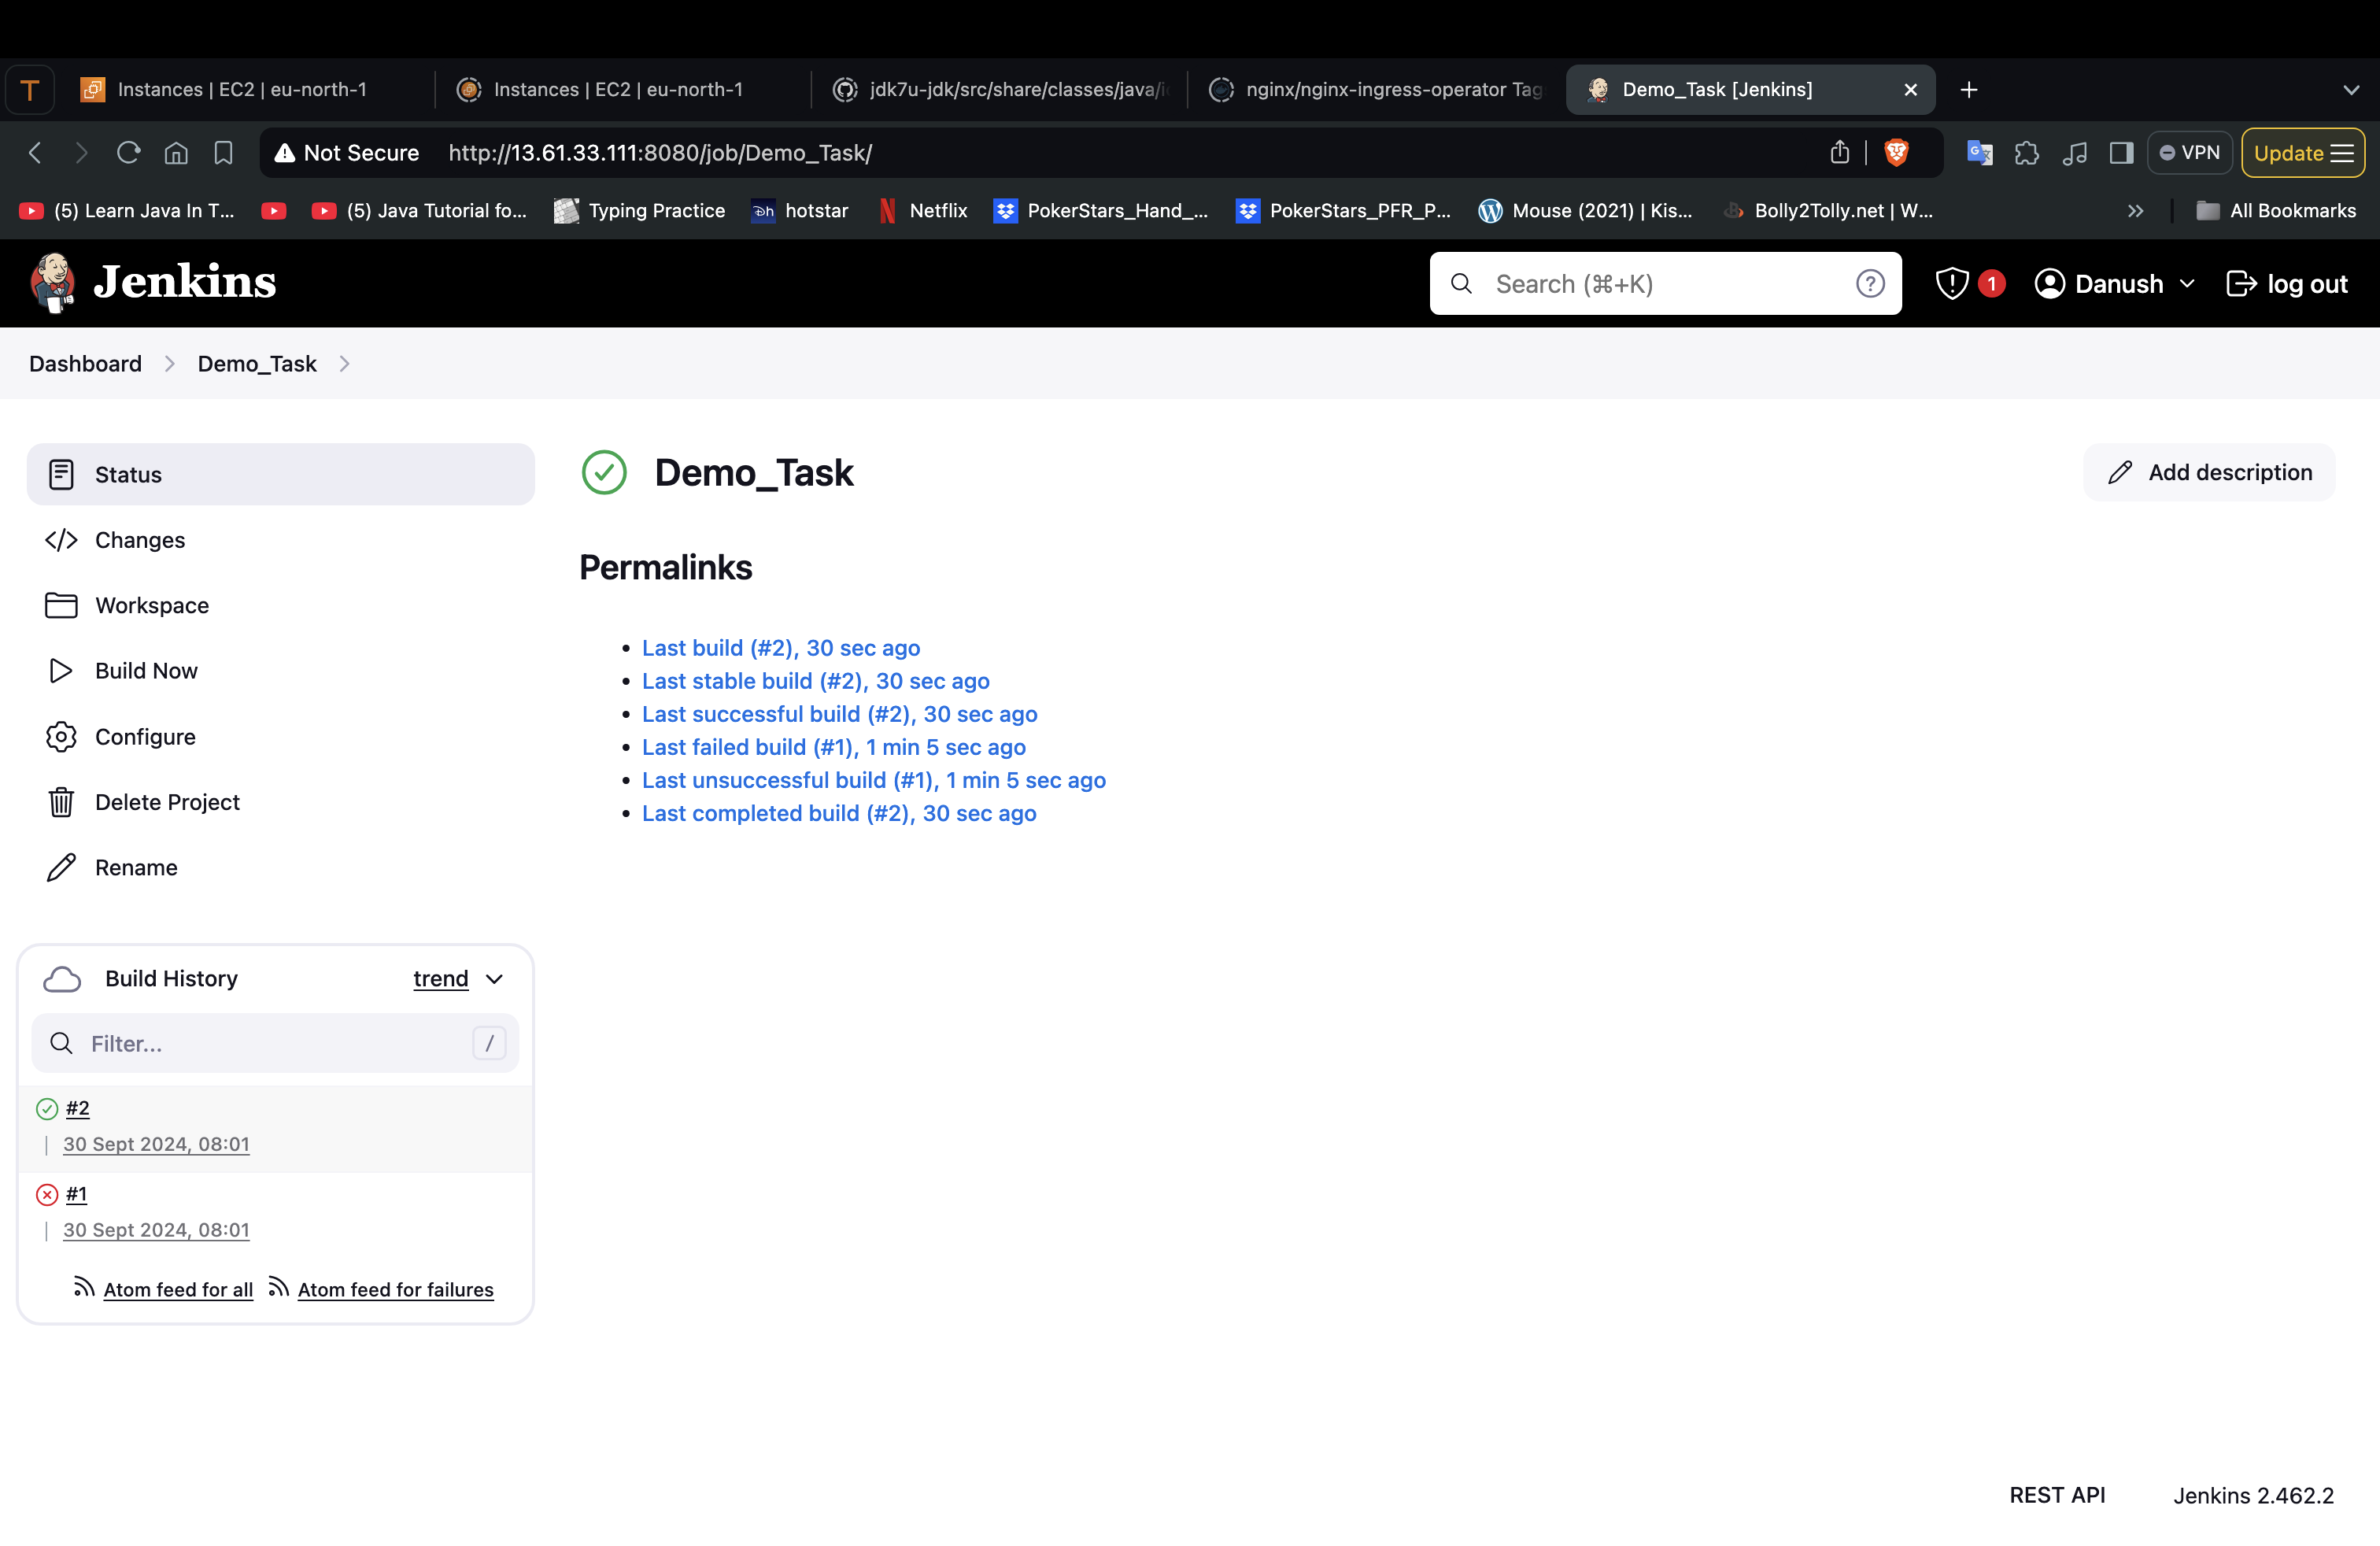 T Instances | EC2 | eu-north-1 Instances | EC2 | eu-north-1 jdk7u-jdk/src/share/classes/java/i nginx/nginx-ingress-operator Tag Demo_Task [Jenkins]
Not Secure http://13.61.33.111:8080/job/Demo_Task/ VPN Update
(5) Learn Java In T... (5) Java Tutorial fo... Typing Practice hotstar Netflix PokerStars_Hand_... PokerStars_PFR_P... Mouse (2021) | Kis... Bolly2Tolly.net | W... All Bookmarks
Jenkins Search (⌘+K) 1 Danush log out
Dashboard Demo_Task
Status
Changes
Workspace
Build Now
Configure
Delete Project
Rename
Demo_Task Add description
Permalinks
Last build (#2), 30 sec ago
Last stable build (#2), 30 sec ago
Last successful build (#2), 30 sec ago
Last failed build (#1), 1 min 5 sec ago
Last unsuccessful build (#1), 1 min 5 sec ago
Last completed build (#2), 30 sec ago
Build History trend
Filter... /
#2
30 Sept 2024, 08:01
#1
30 Sept 2024, 08:01
Atom feed for all Atom feed for failures
REST API Jenkins 2.462.2